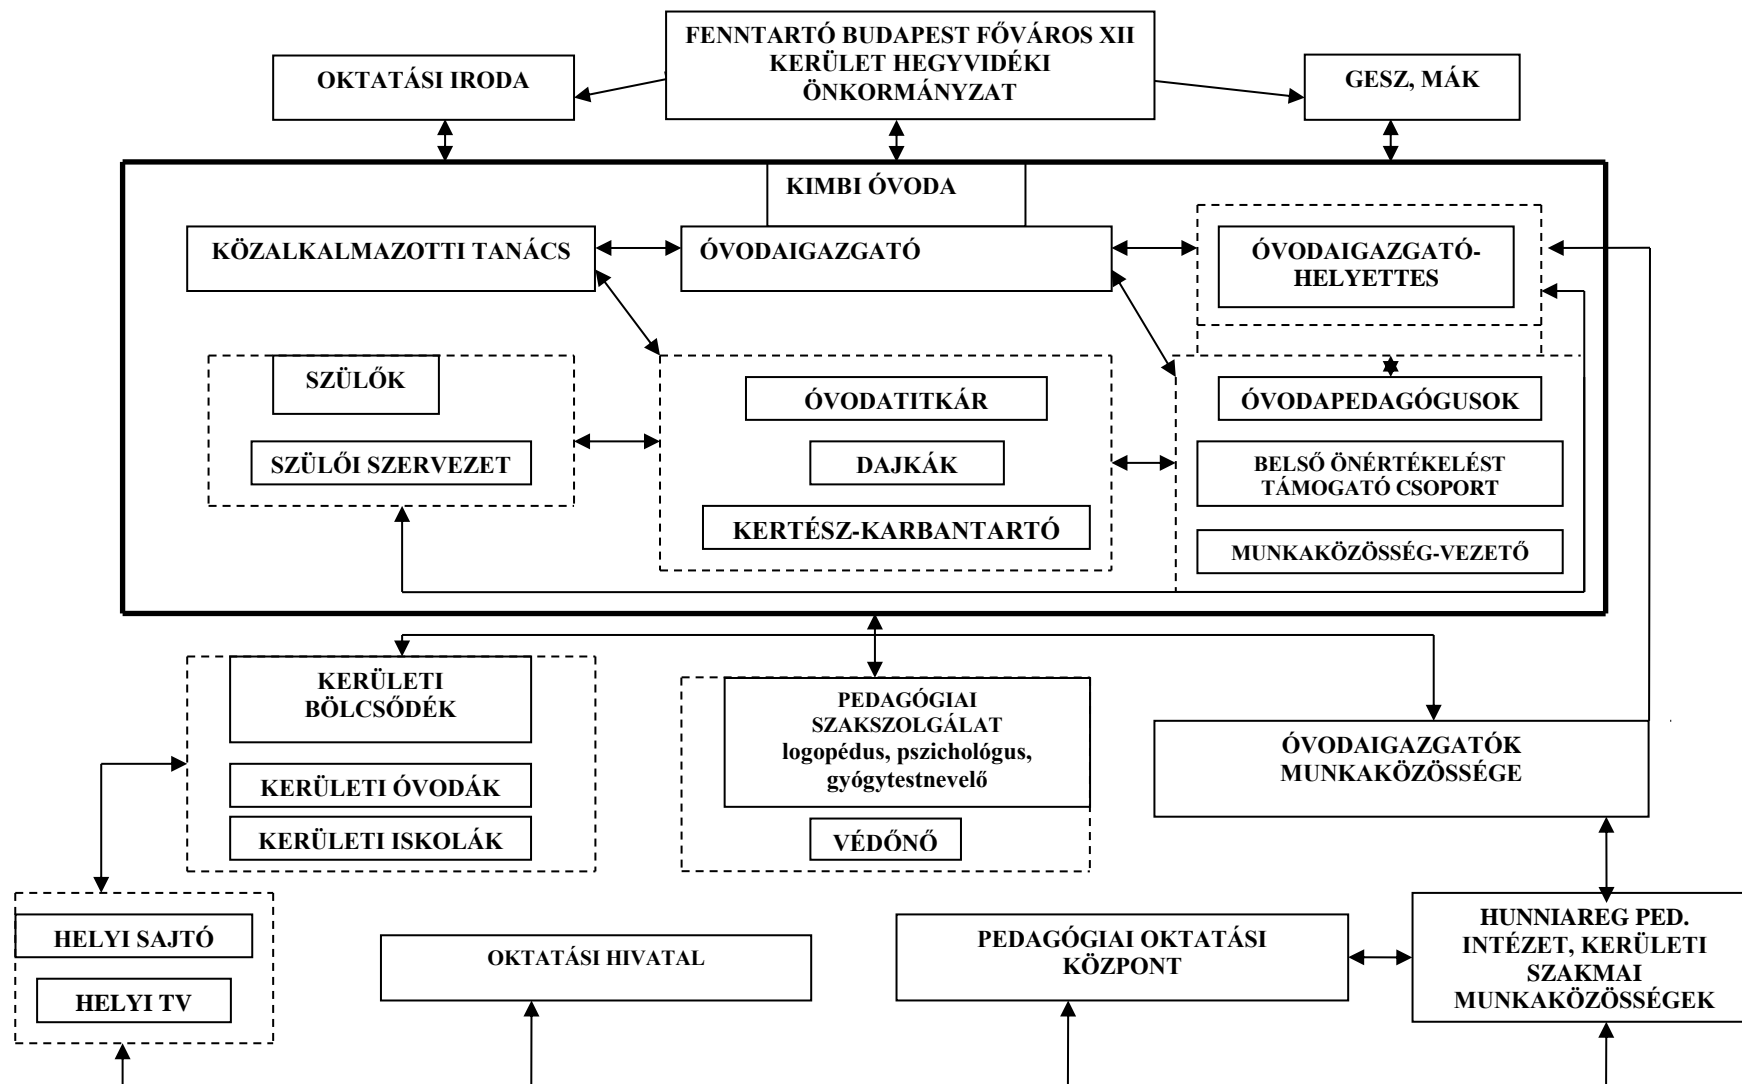 FENNTARTÓ BUDAPEST FŐVÁROS XII
KERÜLET HEGYVIDÉKI
ÖNKORMÁNYZAT
OKTATÁSI IRODA
GESZ, MÁK
KIMBI ÓVODA
KÖZALKALMAZOTTI TANÁCS
ÓVODAIGAZGATÓ
ÓVODAIGAZGATÓ-
HELYETTES
SZÜLŐK
SZÜLŐI SZERVEZET
ÓVODATITKÁR
DAJKÁK
KERTÉSZ-KARBANTARTÓ
ÓVODAPEDAGÓGUSOK
BELSŐ ÖNÉRTÉKELÉST
TÁMOGATÓ CSOPORT
MUNKAKÖZÖSSÉG-VEZETŐ
KERÜLETI
BÖLCSŐDÉK
KERÜLETI ÓVODÁK
KERÜLETI ISKOLÁK
PEDAGÓGIAI
SZAKSZOLGÁLAT
logopédus, pszichológus,
gyógytestnevelő
VÉDŐNŐ
ÓVODAIGAZGATÓK
MUNKAKÖZÖSSÉGE
HELYI SAJTÓ
HELYI TV
OKTATÁSI HIVATAL
PEDAGÓGIAI OKTATÁSI
KÖZPONT
HUNNIAREG PED.
INTÉZET, KERÜLETI
SZAKMAI
MUNKAKÖZÖSSÉGEK